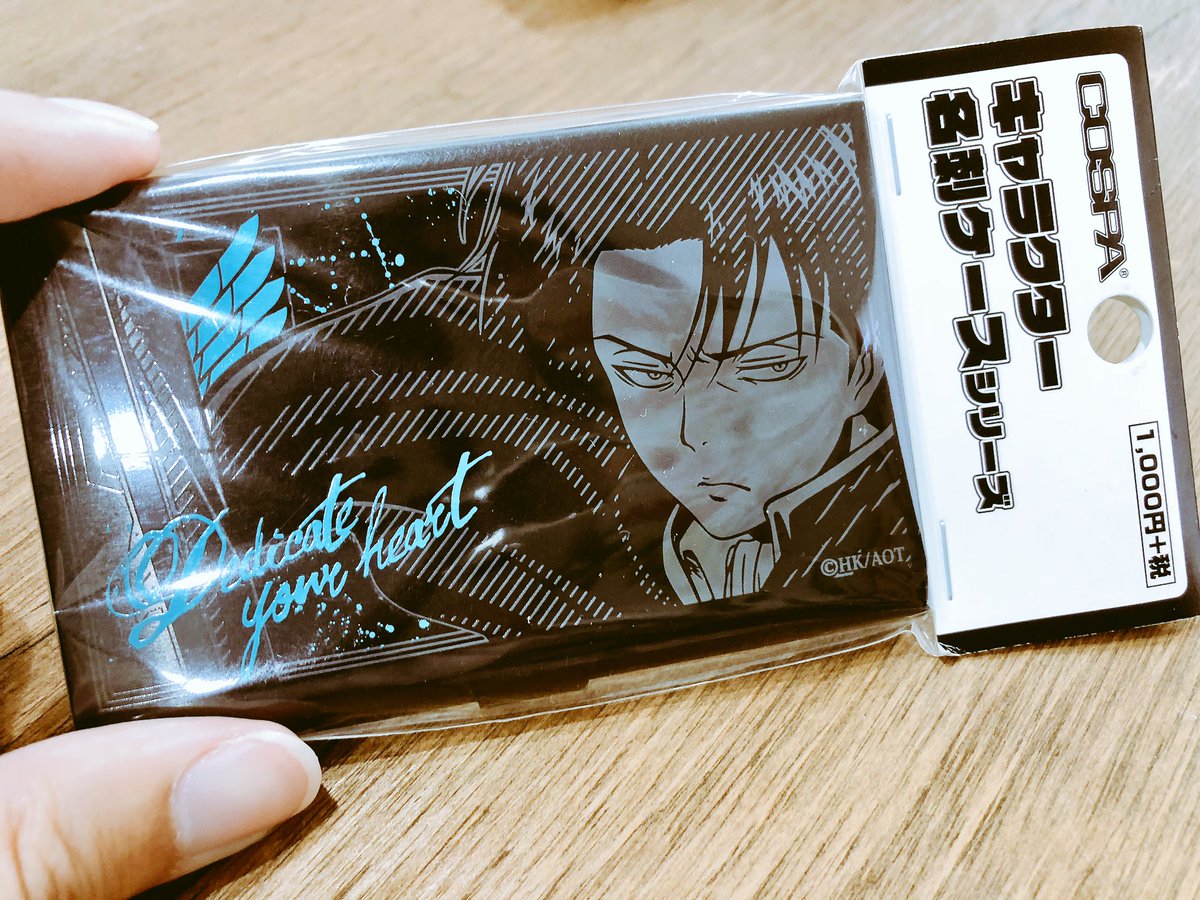 COSPA®
キャラクター
名刺ケースシリーズ
1,000円+税
Dedicate
your heart
©HK/AOT